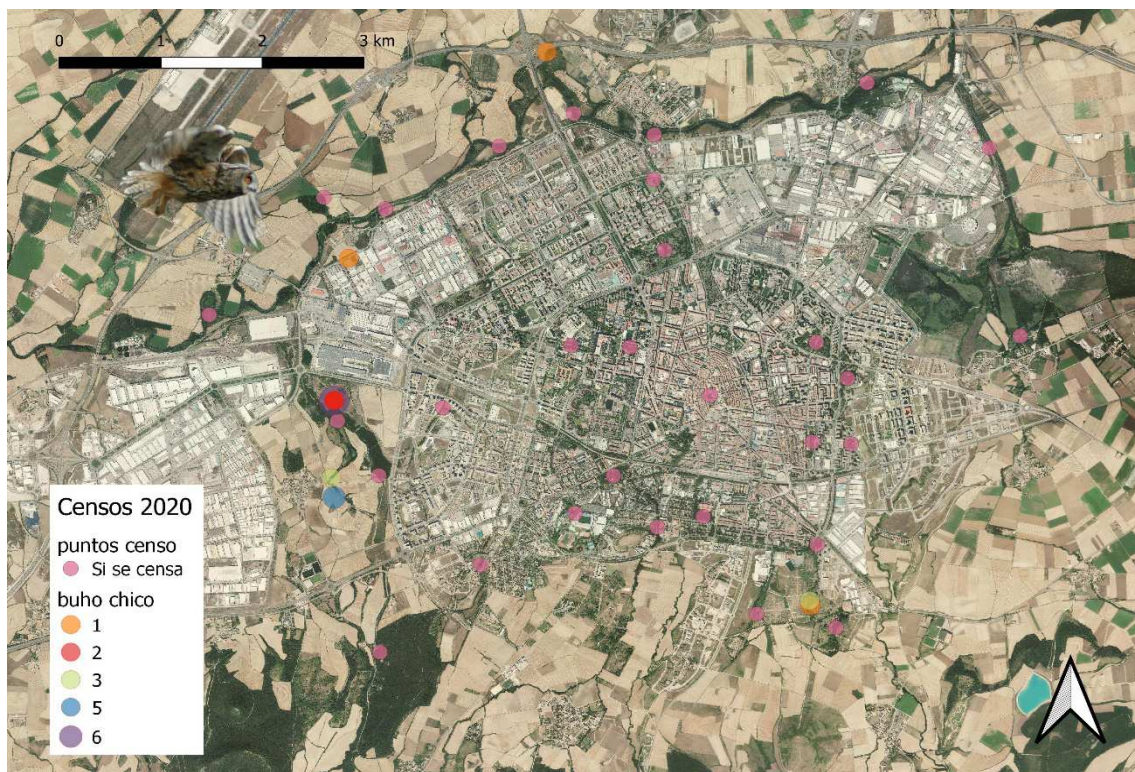 0 1 2 3 km
Censos 2020
puntos censo
Si se censa
buho chico
1
2
3
5
6